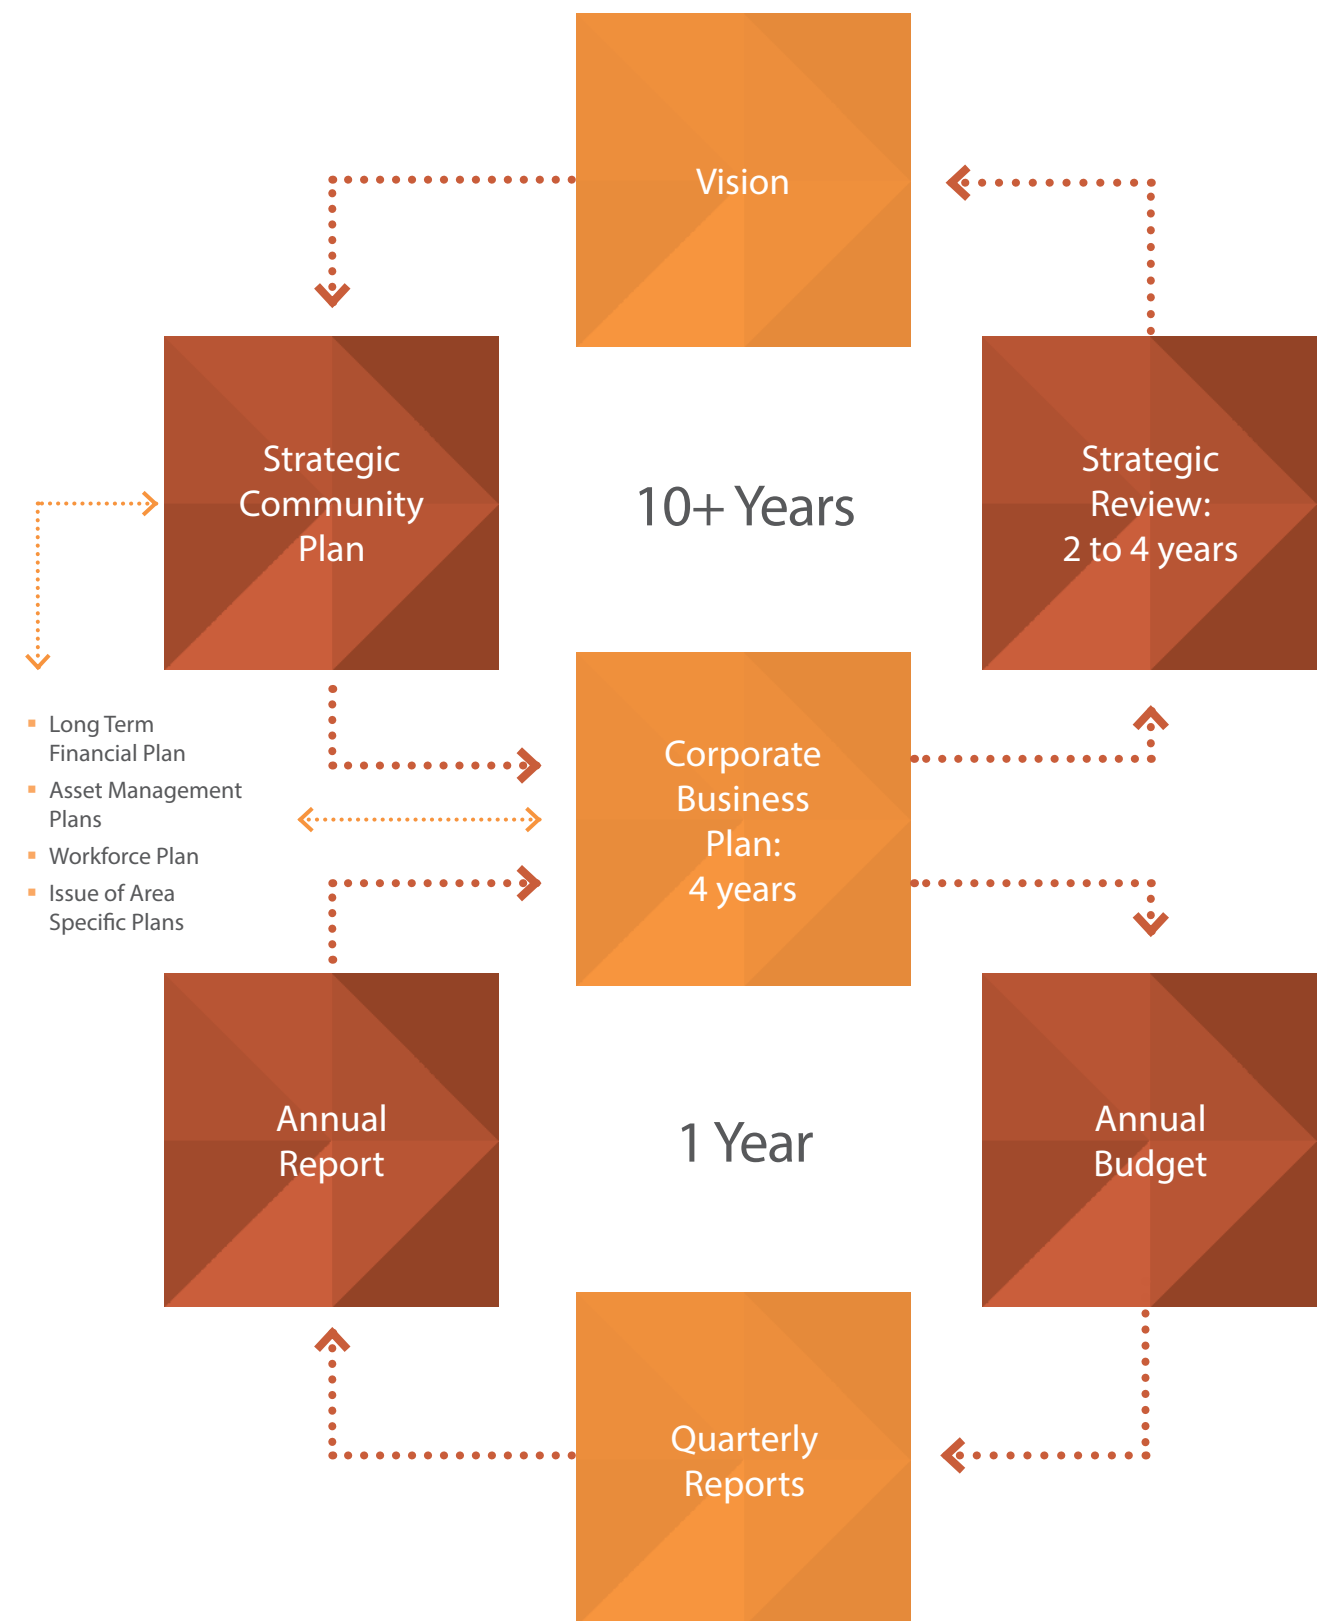 Vision
Strategic
Community
Plan
10+ Years
Strategic
Review:
2 to 4 years
Long Term
Financial Plan
Asset Management
Plans
Workforce Plan
Issue of Area
Specific Plans
Corporate
Business
Plan:
4 years
Annual
Report
1 Year
Annual
Budget
Quarterly
Reports